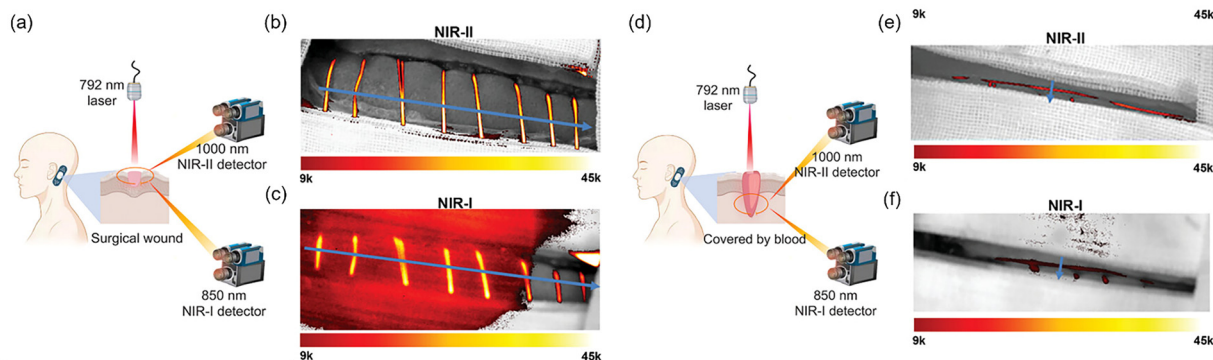 (a)
792 nm
laser
1000 nm
NIR-II detector
Surgical wound
850 nm
NIR-I detector
(b)
NIR-II
9k
45k
(c)
NIR-I
9k
45k
(d)
792 nm
laser
1000 nm
NIR-II detector
Covered by blood
850 nm
NIR-I detector
9k
45k
(e)
NIR-II
(f)
NIR-I
9k
45k